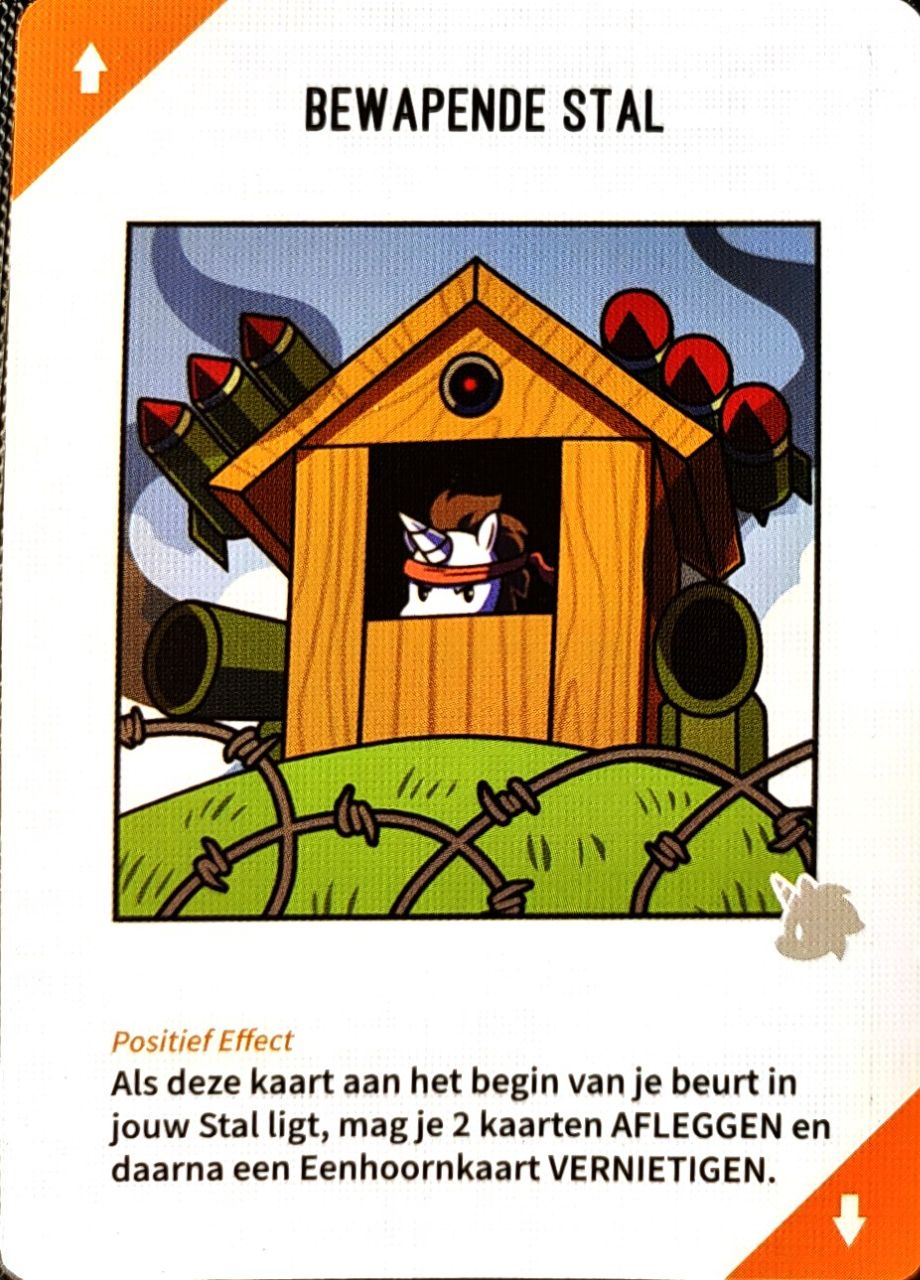 BEWAPENDE STAL
Positief Effect
Als deze kaart aan het begin van je beurt in
jouw Stal ligt, mag je 2 kaarten AFLEGGEN en
daarna een Eenhoornkaart VERNIETIGEN.